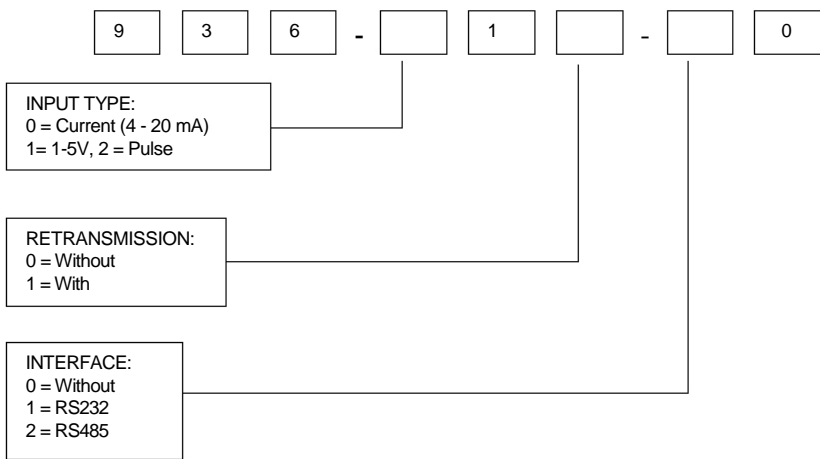 9 3 6 - 1 - 0
INPUT TYPE:
0 = Current (4 - 20 mA)
1= 1-5V, 2 = Pulse
RETRANSMISSION:
0 = Without
1 = With
INTERFACE:
0 = Without
1 = RS232
2 = RS485